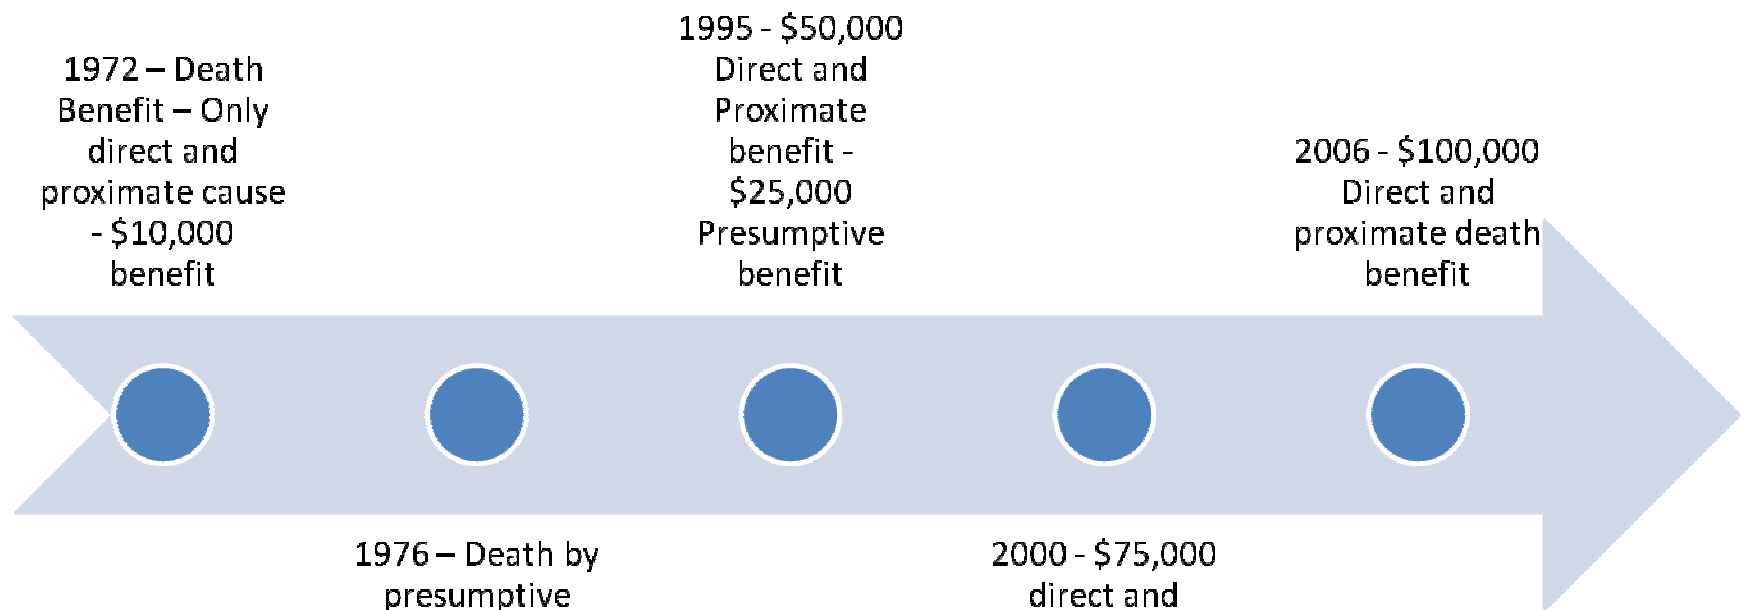 1972 – Death
Benefit – Only
direct and
proximate cause
- $10,000
benefit
1976 – Death by
presumptive
1995 - $50,000
Direct and
Proximate
benefit -
$25,000
Presumptive
benefit
2000 - $75,000
direct and
2006 - $100,000
Direct and
proximate death
benefit